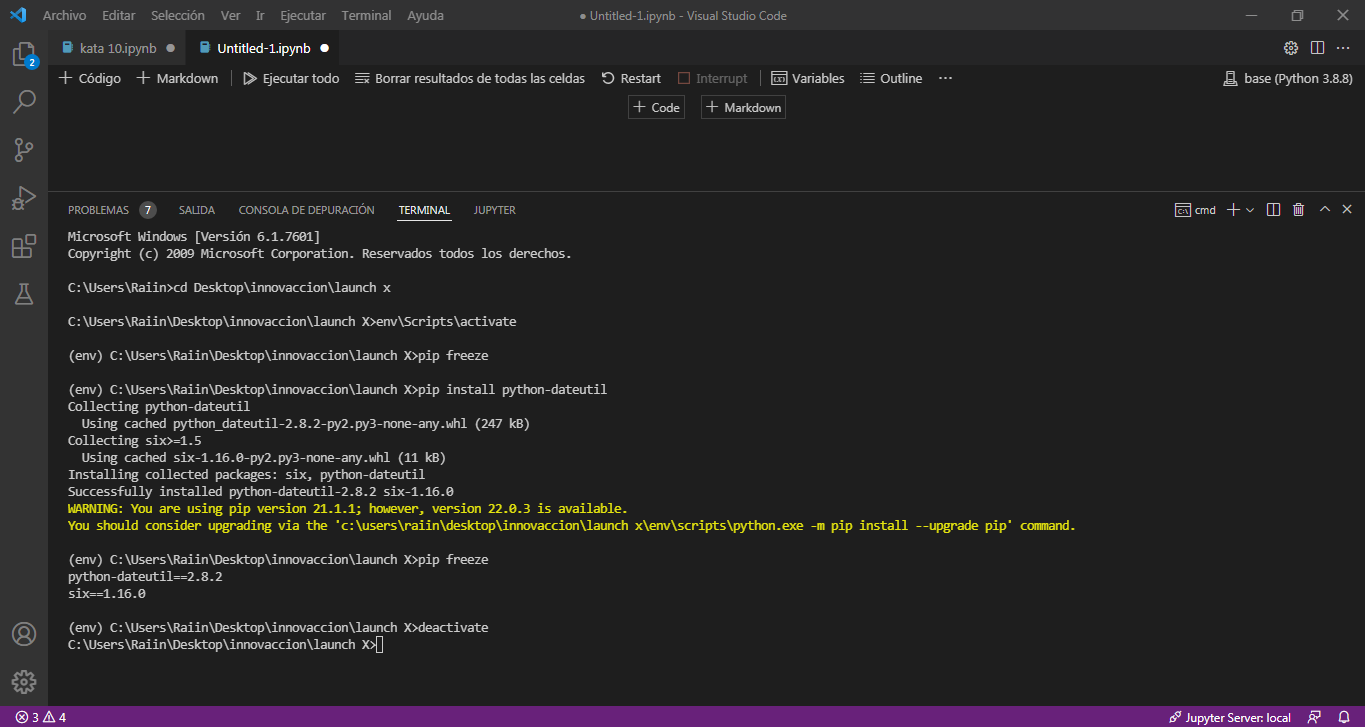 Archivo Editar Selección Ver Ir Ejecutar Terminal Ayuda ● Untitled-1.ipynb - Visual Studio Code
kata 10.ipynb ● Untitled-1.ipynb ●
+ Código + Markdown Ejecutar todo Borrar resultados de todas las celdas Restart Interrupt Variables Outline ··· base (Python 3.8.8)
+ Code + Markdown
2
PROBLEMAS 7 SALIDA CONSOLA DE DEPURACIÓN TERMINAL JUPYTER cmd
Microsoft Windows [Versión 6.1.7601]
Copyright (c) 2009 Microsoft Corporation. Reservados todos los derechos.
C:\Users\Raiin>cd Desktop\innovaccion\launch x
C:\Users\Raiin\Desktop\innovaccion\launch X>env\Scripts\activate
(env) C:\Users\Raiin\Desktop\innovaccion\launch X>pip freeze
(env) C:\Users\Raiin\Desktop\innovaccion\launch X>pip install python-dateutil
Collecting python-dateutil
  Using cached python_dateutil-2.8.2-py2.py3-none-any.whl (247 kB)
Collecting six>=1.5
  Using cached six-1.16.0-py2.py3-none-any.whl (11 kB)
Installing collected packages: six, python-dateutil
Successfully installed python-dateutil-2.8.2 six-1.16.0
WARNING: You are using pip version 21.1.1; however, version 22.0.3 is available.
You should consider upgrading via the 'c:\users\raiin\desktop\innovaccion\launch x\env\scripts\python.exe -m pip install --upgrade pip' command.
(env) C:\Users\Raiin\Desktop\innovaccion\launch X>pip freeze
python-dateutil==2.8.2
six==1.16.0
(env) C:\Users\Raiin\Desktop\innovaccion\launch X>deactivate
C:\Users\Raiin\Desktop\innovaccion\launch X>
3 4 Jupyter Server: local